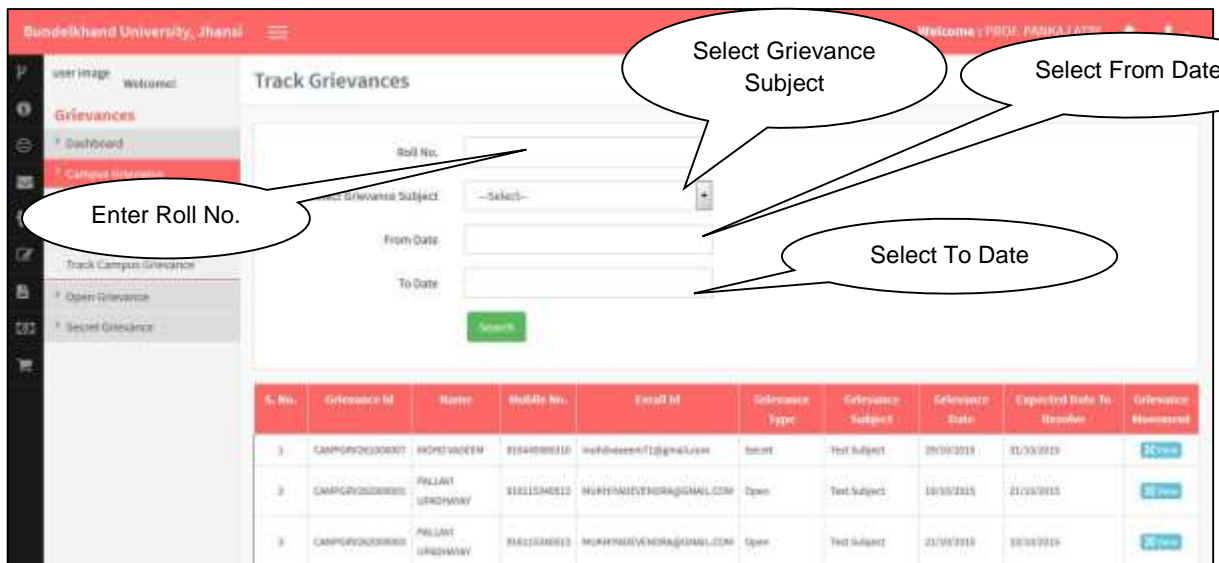 Bundelkhand University, Jhansi
Welcome : PROF. PANKAJ ATRI
user image
Welcome!
Track Grievances
Grievances
Dashboard
Campus Grievance
Track Campus Grievance
Open Grievance
Secret Grievance
Select Grievance
Subject
Select From Date
Enter Roll No.
Select To Date
Roll No.
Grievance Subject
--Select--
From Date
To Date
Search
S. No. Grievance Id Name Mobile No. Email Id Grievance Type Grievance Subject Grievance Date Expected Date To Resolve Grievance Movement
1 MOHD VASEEM Secret Test Subject View
2 PALLAVI UPADHAYAY Open Test Subject View
3 PALLAVI UPADHAYAY Open Test Subject View